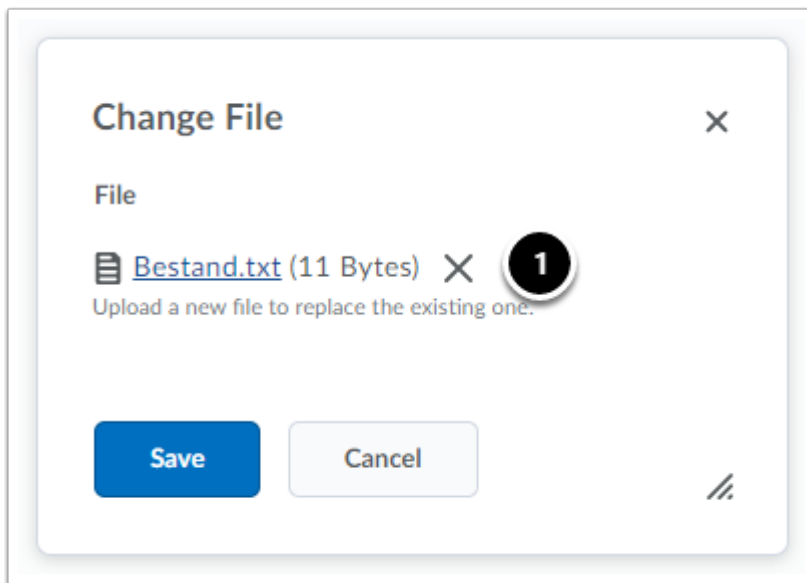 Change File
File
Bestand.txt (11 Bytes)
1
Upload a new file to replace the existing one.
Save
Cancel